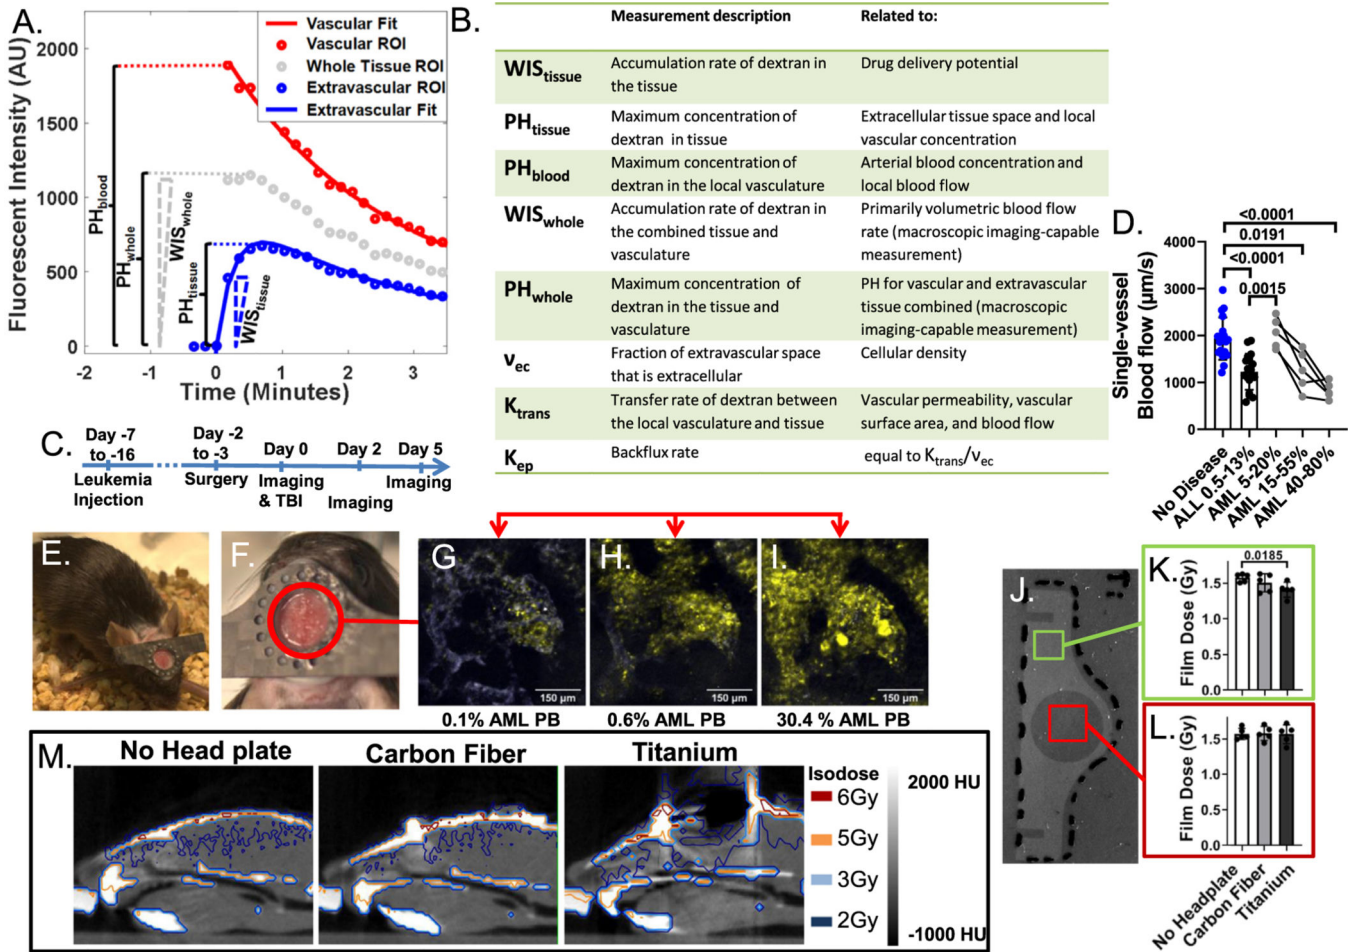 A.
Fluorescent Intensity (AU)
2000
1500
1000
500
0
-2
-1
0
1
2
3
Time (Minutes)
Vascular Fit
Vascular ROI
Whole Tissue ROI
Extravascular ROI
Extravascular Fit
PHblood
PHwhole
WISwhole
PHtissue
WIStissue
B.
Measurement description
Related to:
WIStissue
Accumulation rate of dextran in
the tissue
Drug delivery potential
PHtissue
Maximum concentration of
dextran in tissue
Extracellular tissue space and local
vascular concentration
PHblood
Maximum concentration of
dextran in the local vasculature
Arterial blood concentration and
local blood flow
WISwhole
Accumulation rate of dextran in
the combined tissue and
vasculature
Primarily volumetric blood flow
rate (macroscopic imaging-capable
measurement)
PHwhole
Maximum concentration of
dextran in the tissue and
vasculature
PH for vascular and extravascular
tissue combined (macroscopic
imaging-capable measurement)
νec
Fraction of extravascular space
that is extracellular
Cellular density
Ktrans
Transfer rate of dextran between
the local vasculature and tissue
Vascular permeability, vascular
surface area, and blood flow
Kep
Backflux rate
equal to Ktrans/νec
C.
Day -7
to -16
Leukemia
Injection
Day -2
to -3
Surgery
Day 0
Imaging
& TBI
Day 2
Imaging
Day 5
Imaging
D.
Single-vessel
Blood flow (µm/s)
4000
3000
2000
1000
0
<0.0001
0.0191
<0.0001
0.0015
No Disease
ALL 0.5-13%
AML 5-20%
AML 15-55%
AML 40-80%
E.
F.
G.
150 µm
0.1% AML PB
H.
150 µm
0.6% AML PB
I.
150 µm
30.4 % AML PB
J.
K.
Film Dose (Gy)
1.5
1.0
0.5
0.0
0.0185
L.
Film Dose (Gy)
1.5
1.0
0.5
0.0
No Headplate
Carbon Fiber
Titanium
M.
No Head plate
Carbon Fiber
Titanium
Isodose
6Gy
5Gy
3Gy
2Gy
2000 HU
-1000 HU